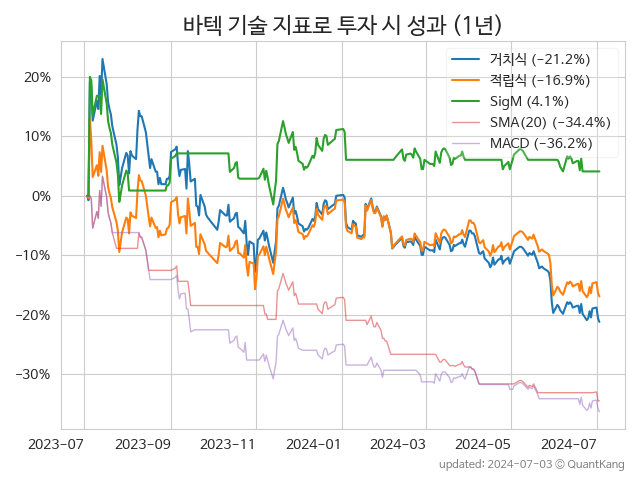 바텍 기술 지표로 투자 시 성과 (1년)
거치식 (−21.2%)
적립식 (−16.9%)
SigM (4.1%)
SMA(20) (−34.4%)
MACD (−36.2%)
20%
10%
0%
−10%
−20%
−30%
2023-07
2023-09
2023-11
2024-01
2024-03
2024-05
2024-07
updated: 2024-07-03 ⓒ QuantKang